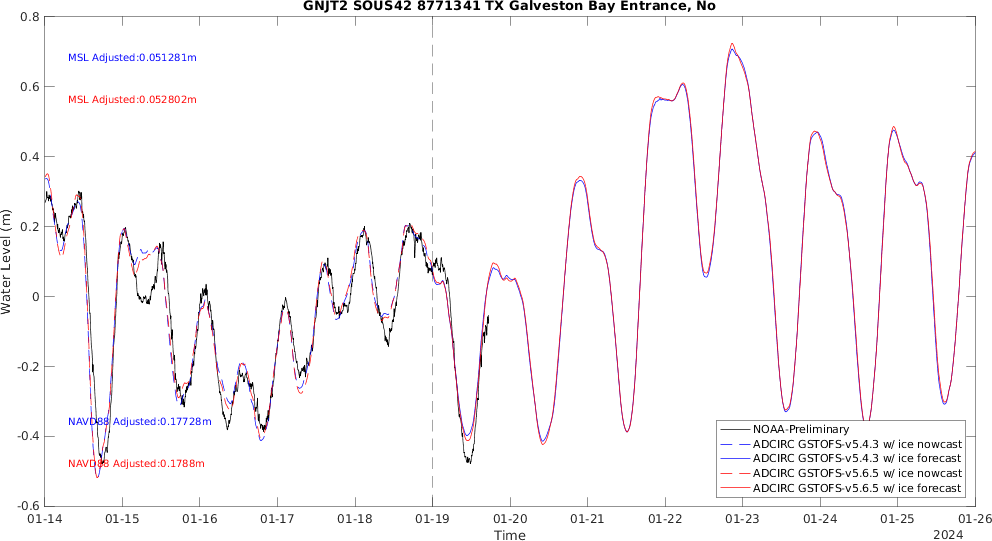 GNJT2 SOUS42 8771341 TX Galveston Bay Entrance, No
0.8
0.6
0.4
0.2
0
-0.2
-0.4
-0.6
Water Level (m)
MSL Adjusted:0.051281m
MSL Adjusted:0.052802m
NAVD88 Adjusted:0.17728m
NAVD88 Adjusted:0.1788m
NOAA-Preliminary
ADCIRC GSTOFS-v5.4.3 w/ ice nowcast
ADCIRC GSTOFS-v5.4.3 w/ ice forecast
ADCIRC GSTOFS-v5.6.5 w/ ice nowcast
ADCIRC GSTOFS-v5.6.5 w/ ice forecast
01-14 01-15 01-16 01-17 01-18 01-19 01-20 01-21 01-22 01-23 01-24 01-25 01-26
Time
2024